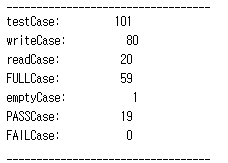 ----------------------------------
testCase: 101
writeCase: 80
readCase: 20
FULLCase: 59
emptyCase: 1
PASSCase: 19
FAILCase: 0
----------------------------------